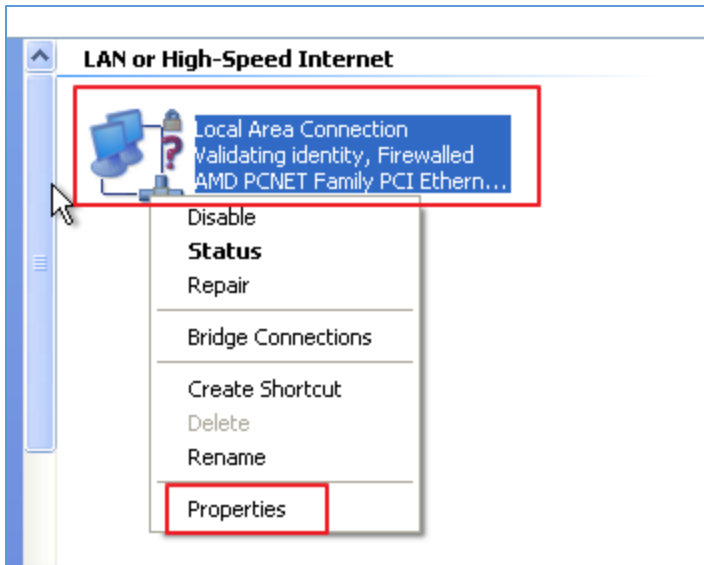 LAN or High-Speed Internet
Local Area Connection
Validating identity, Firewalled
AMD PCNET Family PCI Ethern...
Disable
Status
Repair
Bridge Connections
Create Shortcut
Delete
Rename
Properties